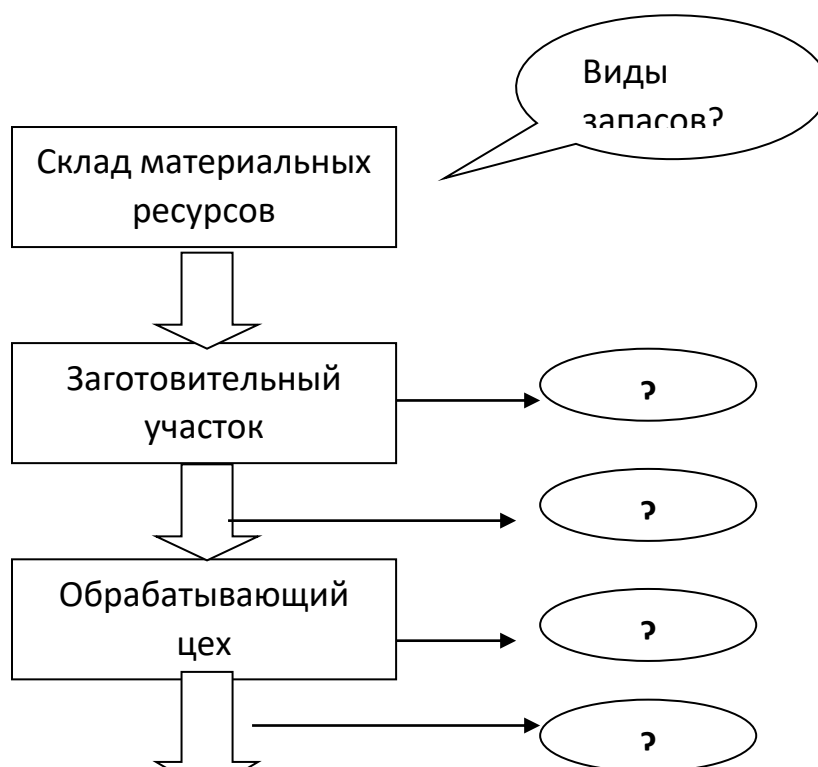 Виды
запасов?
Склад материальных
ресурсов
Заготовительный
участок
?
?
Обрабатывающий
цех
?
?